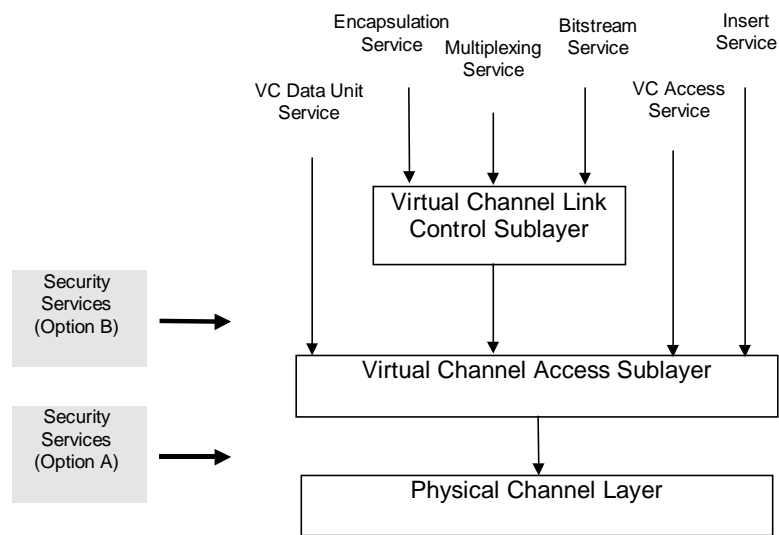 Encapsulation
Service
Multiplexing
Service
Bitstream
Service
Insert
Service
VC Data Unit
Service
VC Access
Service
Virtual Channel Link
Control Sublayer
Security
Services
(Option B)
Virtual Channel Access Sublayer
Security
Services
(Option A)
Physical Channel Layer